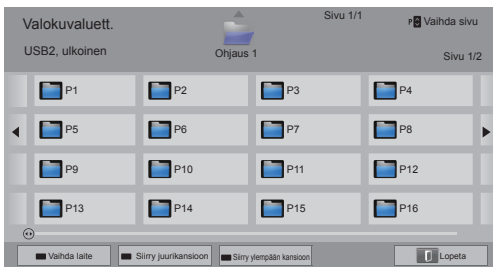 Valokuvaluett.
Sivu 1/1
P Vaihda sivu
USB2, ulkoinen
Ohjaus 1
Sivu 1/2
P1 P2 P3 P4
P5 P6 P7 P8
P9 P10 P11 P12
P13 P14 P15 P16
Vaihda laite Siirry juurikansioon Siirry ylempään kansioon Lopeta